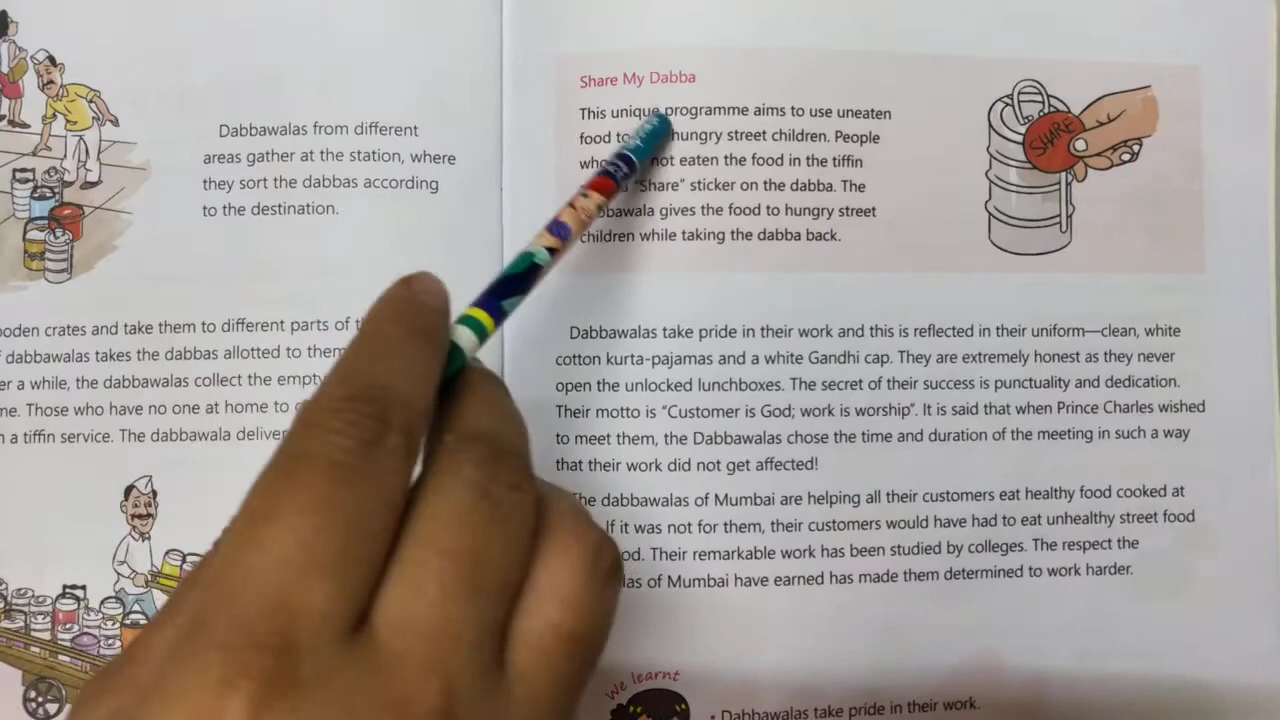 Dabbawalas from different
areas gather at the station, where
they sort the dabbas according
to the destination.
ooden crates and take them to different parts of
dabbawalas takes the dabbas allotted to them
er a while, the dabbawalas collect the empty
me. Those who have no one at home to
a tiffin service. The dabbawala
Share My Dabba
This unique programme aims to use uneaten
food to hungry street children. People
not eaten the food in the tiffin
"Share" sticker on the dabba. The
bawala gives the food to hungry street
children while taking the dabba back.
SHARE
Dabbawalas take pride in their work and this is reflected in their uniform—clean, white
cotton kurta-pajamas and a white Gandhi cap. They are extremely honest as they never
open the unlocked lunchboxes. The secret of their success is punctuality and dedication.
Their motto is "Customer is God; work is worship". It is said that when Prince Charles wished
to meet them, the Dabbawalas chose the time and duration of the meeting in such a way
that their work did not get affected!
he dabbawalas of Mumbai are helping all their customers eat healthy food cooked at
If it was not for them, their customers would have had to eat unhealthy street food
od. Their remarkable work has been studied by colleges. The respect the
las of Mumbai have earned has made them determined to work harder.
We learnt
• Dabbawalas take pride in their work.